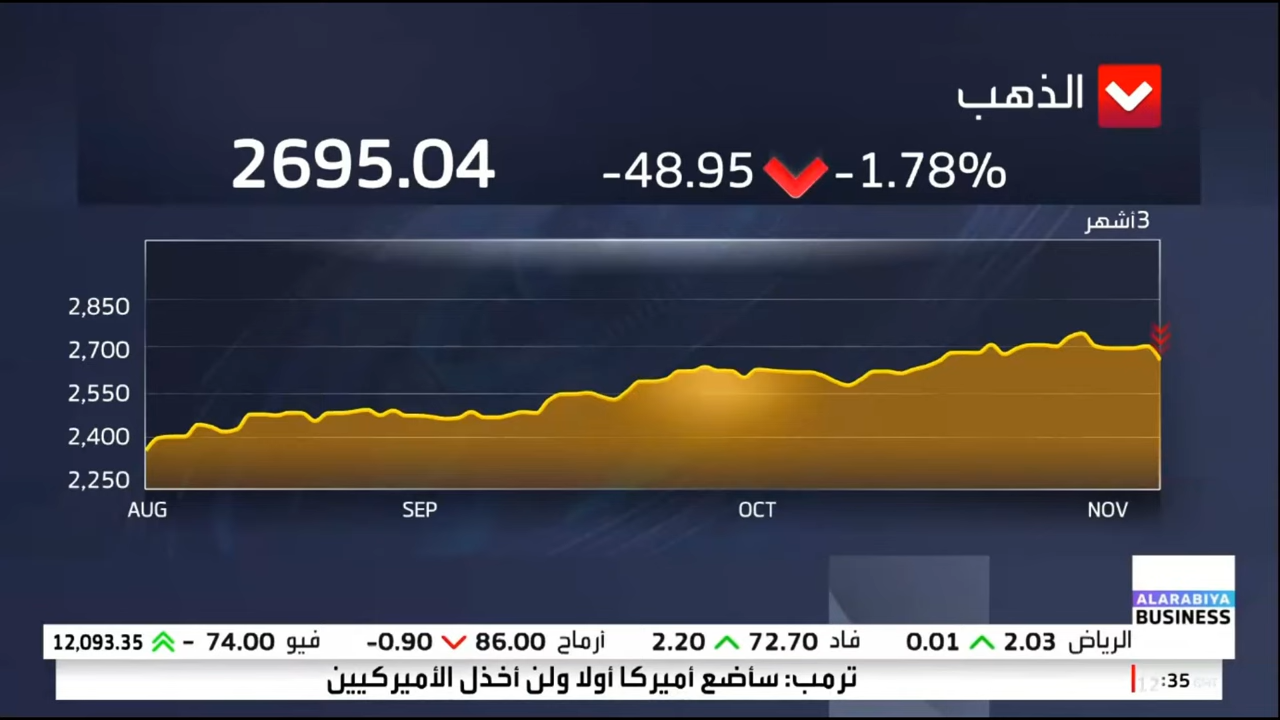 الذهب
2695.04 -48.95 -1.78%
3أشهر
2,850
2,700
2,550
2,400
2,250
AUG SEP OCT NOV
ALARABIYA
BUSINESS
الرياض 2.03 0.01 فاد 72.70 2.20 أرماح 86.00 -0.90 فيو 74.00 - 12,093.35
ترمب: سأضع أميركا أولا ولن أخذل الأميركيين
:35